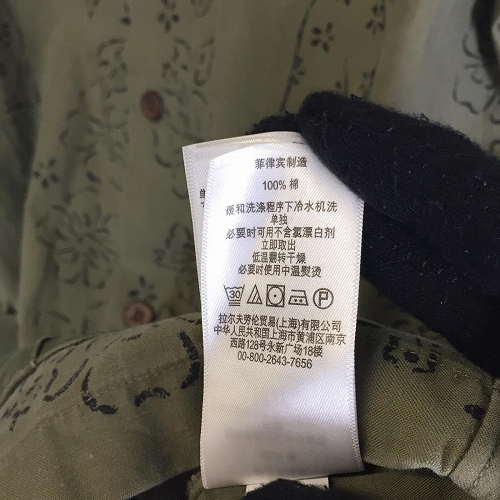 菲律宾制造
100% 棉
缓和洗涤程序下冷水机洗
单独
必要时可用不含氯漂白剂
立即取出
低温翻转干燥
必要时使用中温熨烫
30
P
拉尔夫劳伦贸易(上海)有限公司
中华人民共和国上海市黄浦区南京
西路128号永新广场18楼
00-800-2643-7656